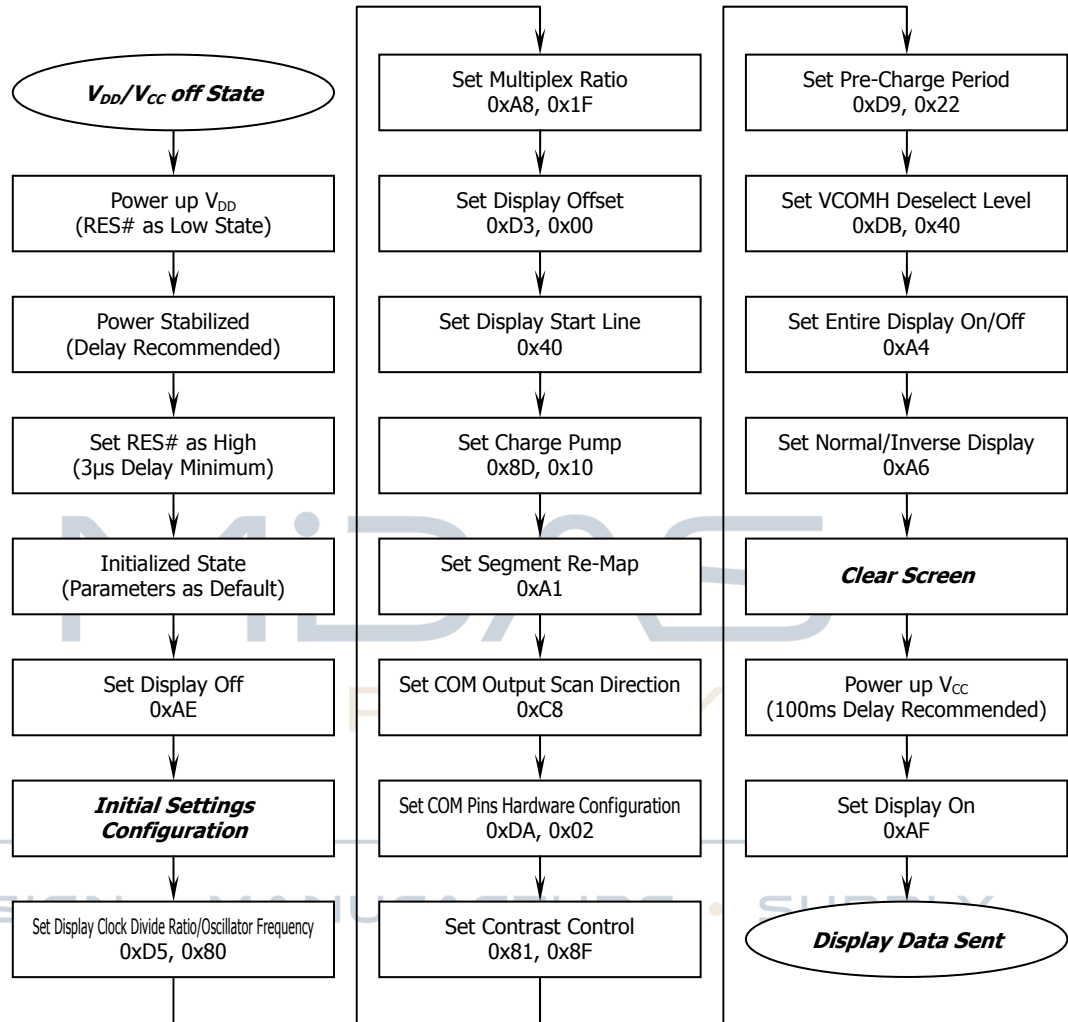 V_DD/V_CC off State
Power up V_DD
(RES# as Low State)
Power Stabilized
(Delay Recommended)
Set RES# as High
(3µs Delay Minimum)
Initialized State
(Parameters as Default)
Set Display Off
0xAE
Initial Settings
Configuration
Set Display Clock Divide Ratio/Oscillator Frequency
0xD5, 0x80
Set Multiplex Ratio
0xA8, 0x1F
Set Display Offset
0xD3, 0x00
Set Display Start Line
0x40
Set Charge Pump
0x8D, 0x10
Set Segment Re-Map
0xA1
Set COM Output Scan Direction
0xC8
Set COM Pins Hardware Configuration
0xDA, 0x02
Set Contrast Control
0x81, 0x8F
Set Pre-Charge Period
0xD9, 0x22
Set VCOMH Deselect Level
0xDB, 0x40
Set Entire Display On/Off
0xA4
Set Normal/Inverse Display
0xA6
Clear Screen
Power up V_CC
(100ms Delay Recommended)
Set Display On
0xAF
Display Data Sent
MIDAS
SUPPLY